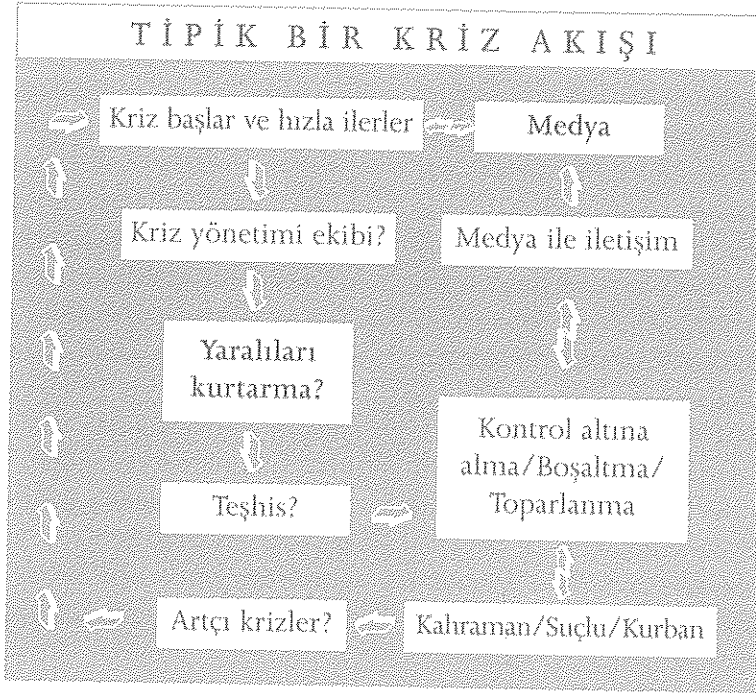 TİPİK BİR KRİZ AKIŞI
Kriz başlar ve hızla ilerler
Medya
Kriz yönetimi ekibi?
Medya ile iletişim
Yaralıları
kurtarma?
Kontrol altına
alma/Boşaltma/
Toparlanma
Teşhis?
Artçı krizler?
Kahraman/Suçlu/Kurban